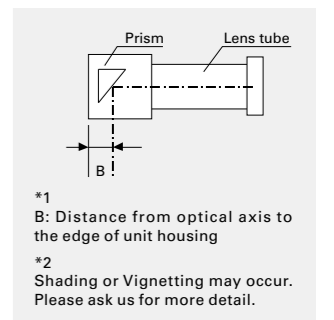 Prism Lens tube
B
*1
B: Distance from optical axis to
the edge of unit housing
*2
Shading or Vignetting may occur.
Please ask us for more detail.